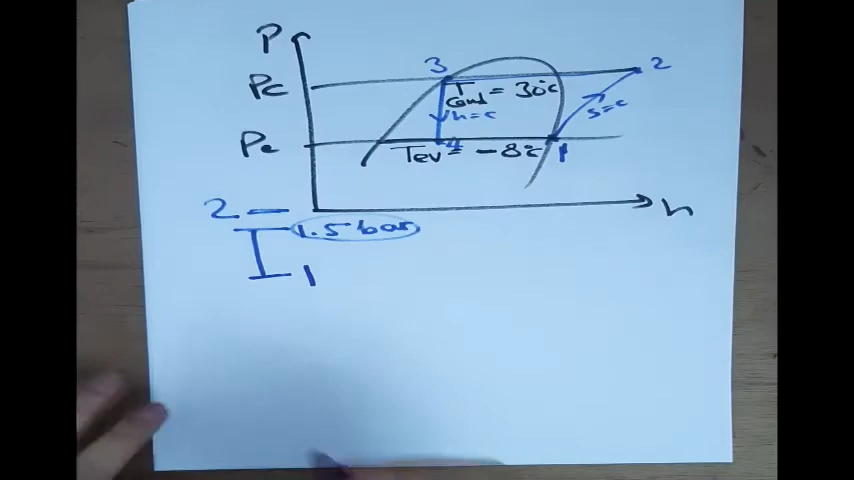 P
3
2
Pc
Tcond = 30°c
h=c
s=c
Pe
4
Tev = -8°c
1
2
h
1.5 bar
1